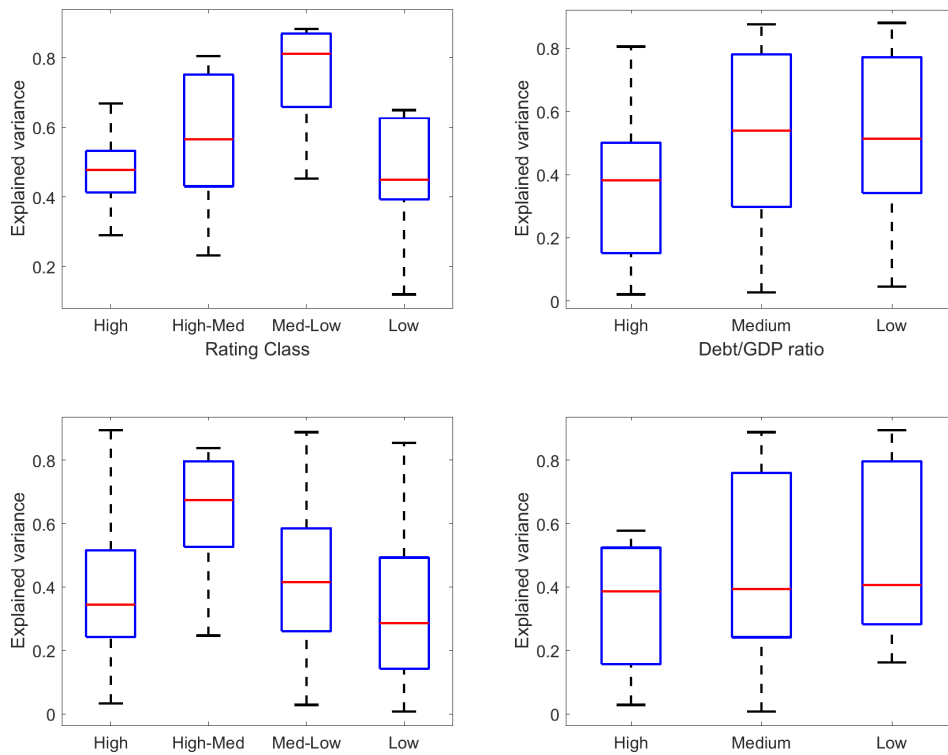 Explained variance
0.8
0.6
0.4
0.2
High High-Med Med-Low Low
Rating Class
Explained variance
0.8
0.6
0.4
0.2
0
High Medium Low
Debt/GDP ratio
Explained variance
0.8
0.6
0.4
0.2
0
High High-Med Med-Low Low
Explained variance
0.8
0.6
0.4
0.2
0
High Medium Low